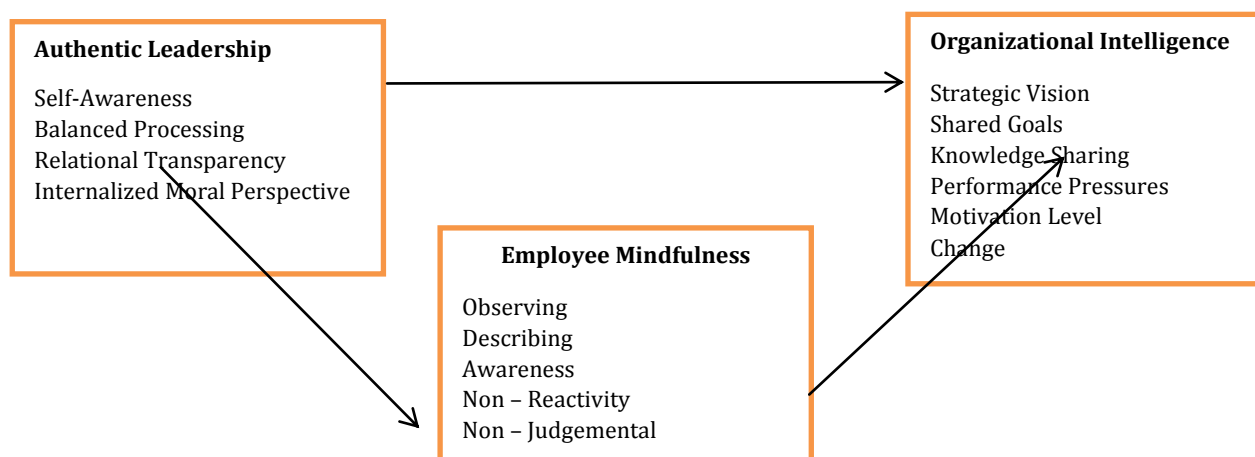 Authentic Leadership
Self-Awareness
Balanced Processing
Relational Transparency
Internalized Moral Perspective
Organizational Intelligence
Strategic Vision
Shared Goals
Knowledge Sharing
Performance Pressures
Motivation Level
Change
Employee Mindfulness
Observing
Describing
Awareness
Non – Reactivity
Non – Judgemental